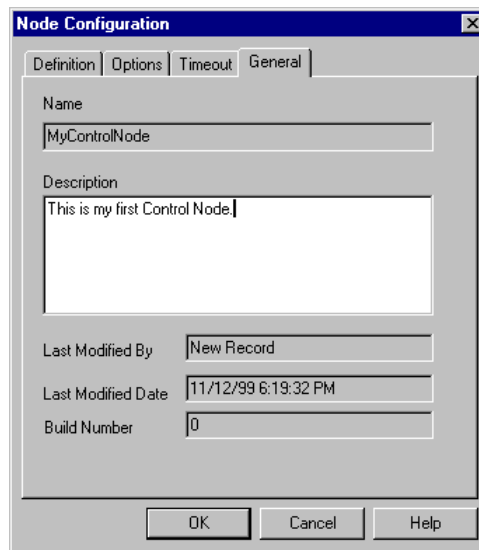 Node Configuration
Definition Options Timeout General
Name
MyControlNode
Description
This is my first Control Node.
Last Modified By New Record
Last Modified Date 11/12/99 6:19:32 PM
Build Number 0
OK Cancel Help